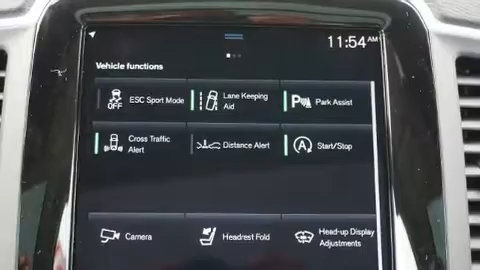 11:54 AM
Vehicle functions
OFF
ESC Sport Mode
Lane Keeping
Aid
P
Park Assist
Cross Traffic
Alert
Distance Alert
A
Start/Stop
Camera
Headrest Fold
Head-up Display
Adjustments